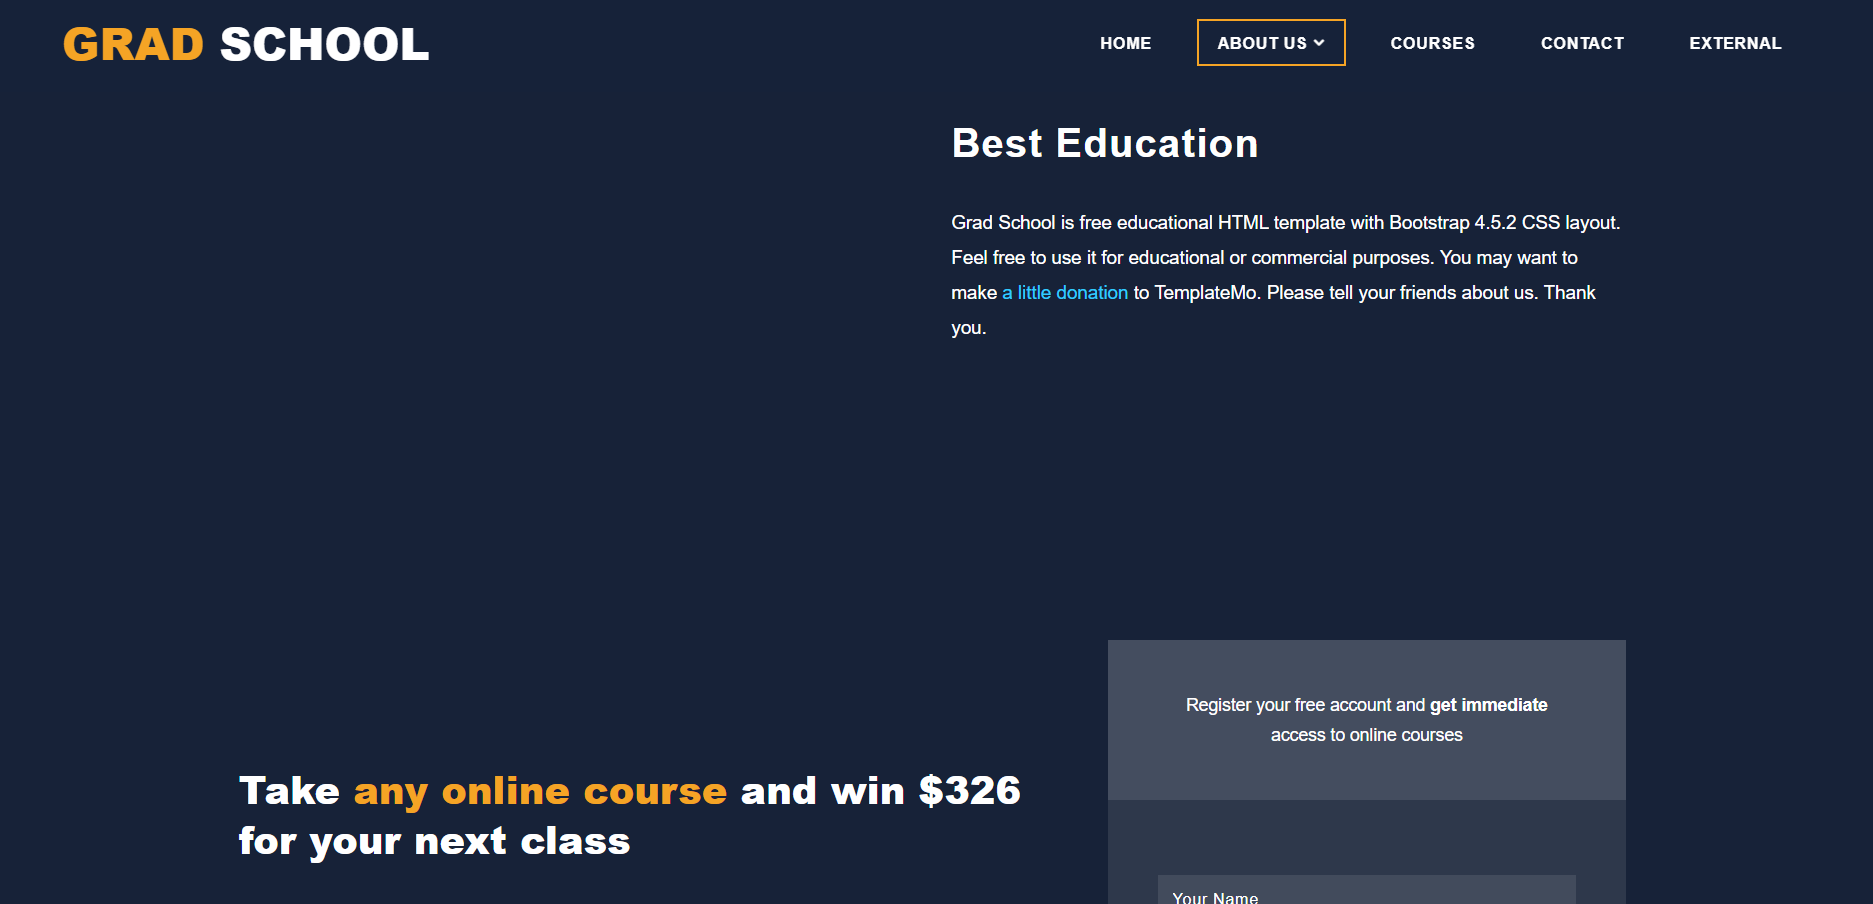 GRAD SCHOOL
HOME
ABOUT US
COURSES
CONTACT
EXTERNAL
Best Education
Grad School is free educational HTML template with Bootstrap 4.5.2 CSS layout.
Feel free to use it for educational or commercial purposes. You may want to
make a little donation to TemplateMo. Please tell your friends about us. Thank
you.
Take any online course and win $326
for your next class
Register your free account and get immediate
access to online courses
Your Name